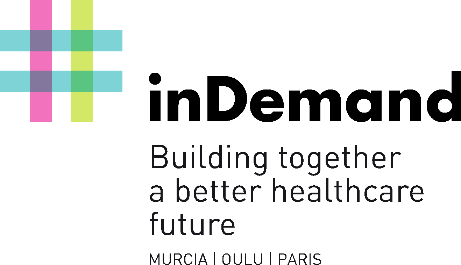 inDemand
Building together
a better healthcare
future
MURCIA | OULU | PARIS